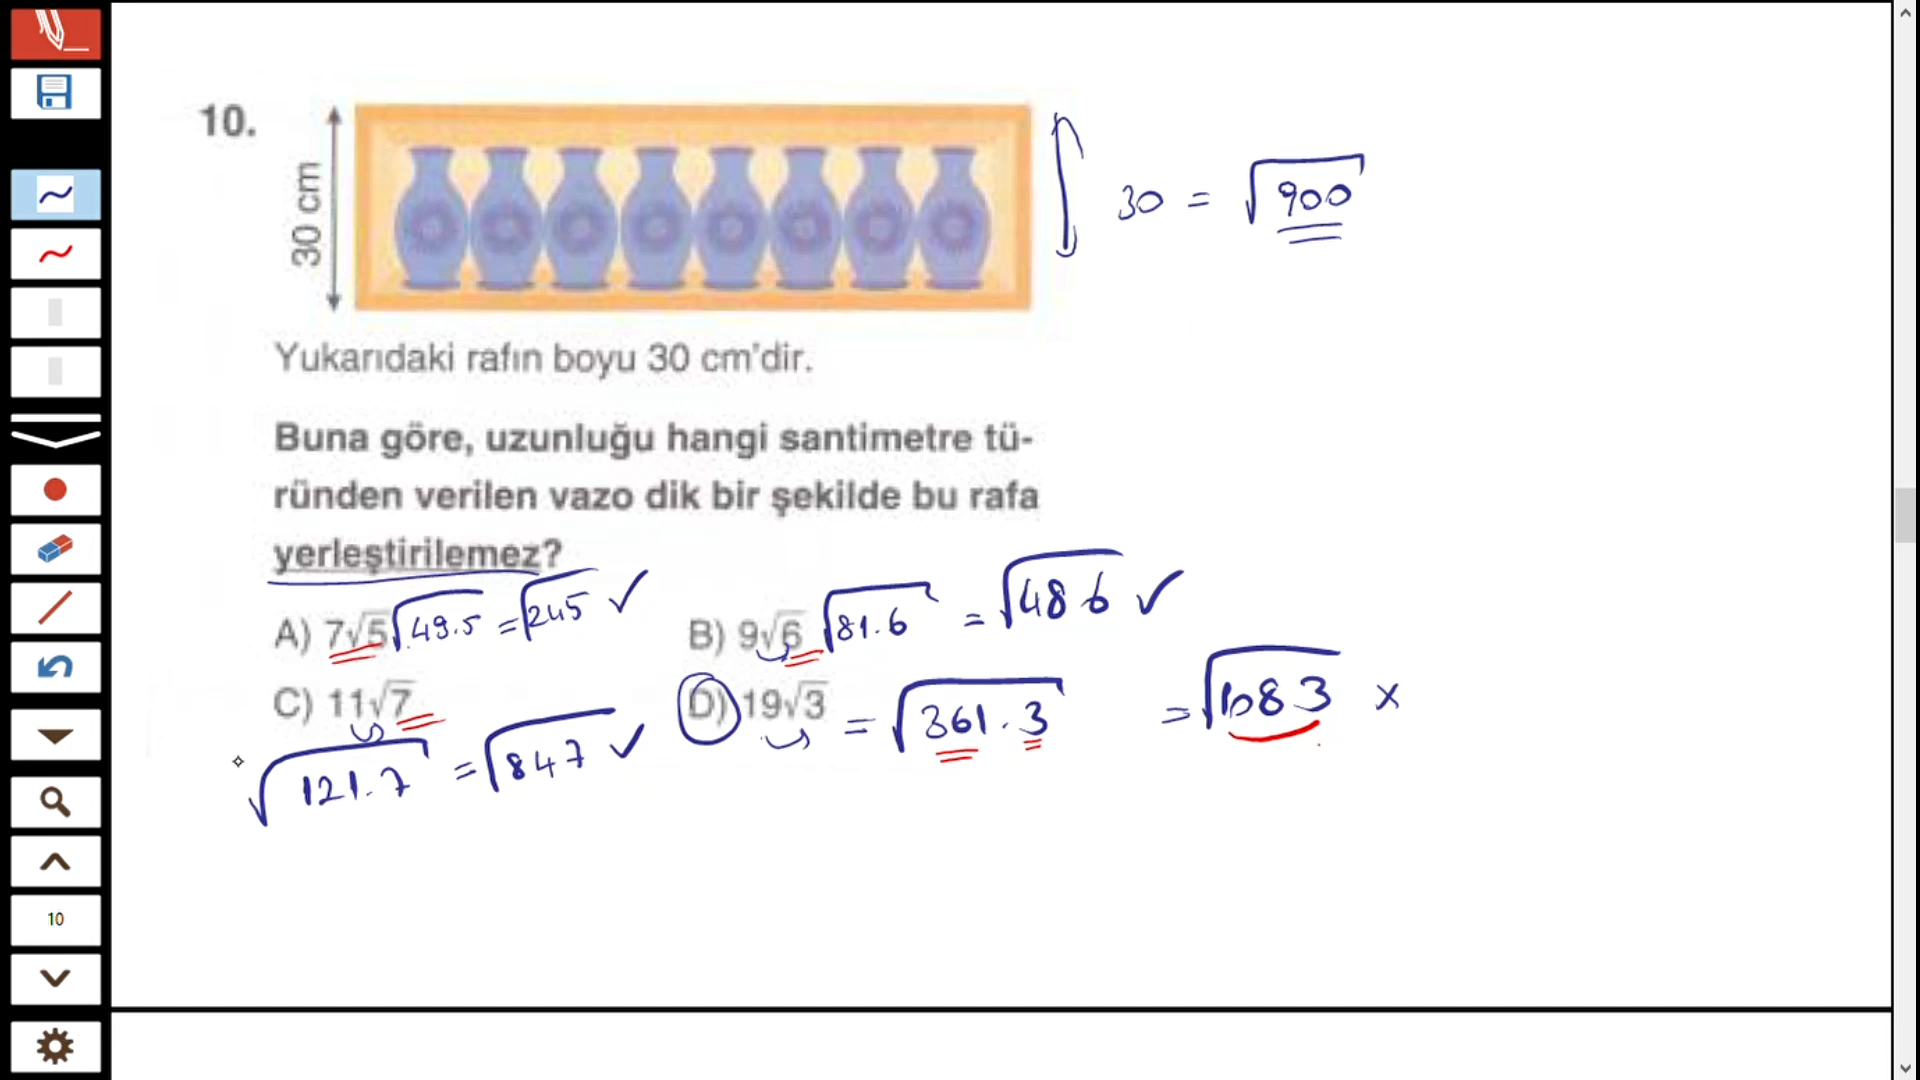 10.
30 cm
30 = √900
Yukarıdaki rafın boyu 30 cm'dir.
Buna göre, uzunluğu hangi santimetre tü-
ründen verilen vazo dik bir şekilde bu rafa
yerleştirilemez?
A) 7√5 √49.5 = √245 ✓
B) 9√6 √81.6 = √486 ✓
C) 11√7
√121.7 = √847 ✓
D) 19√3 = √361.3 = √1083 x
10